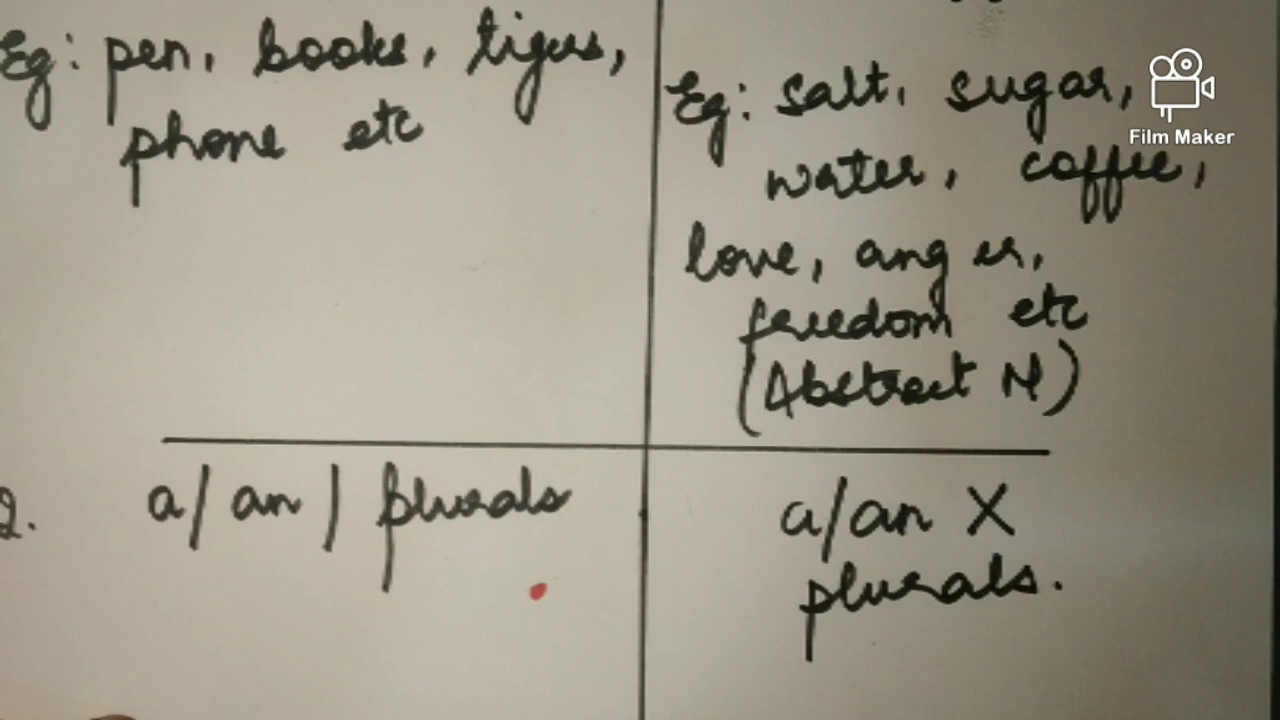 Eg: pen, books, tigers,
phone etc
Eg: salt, sugar,
water, coffee,
love, anger,
freedom etc
(Abstract N)
2. a/an/plurals
a/an X
plurals.
Film Maker